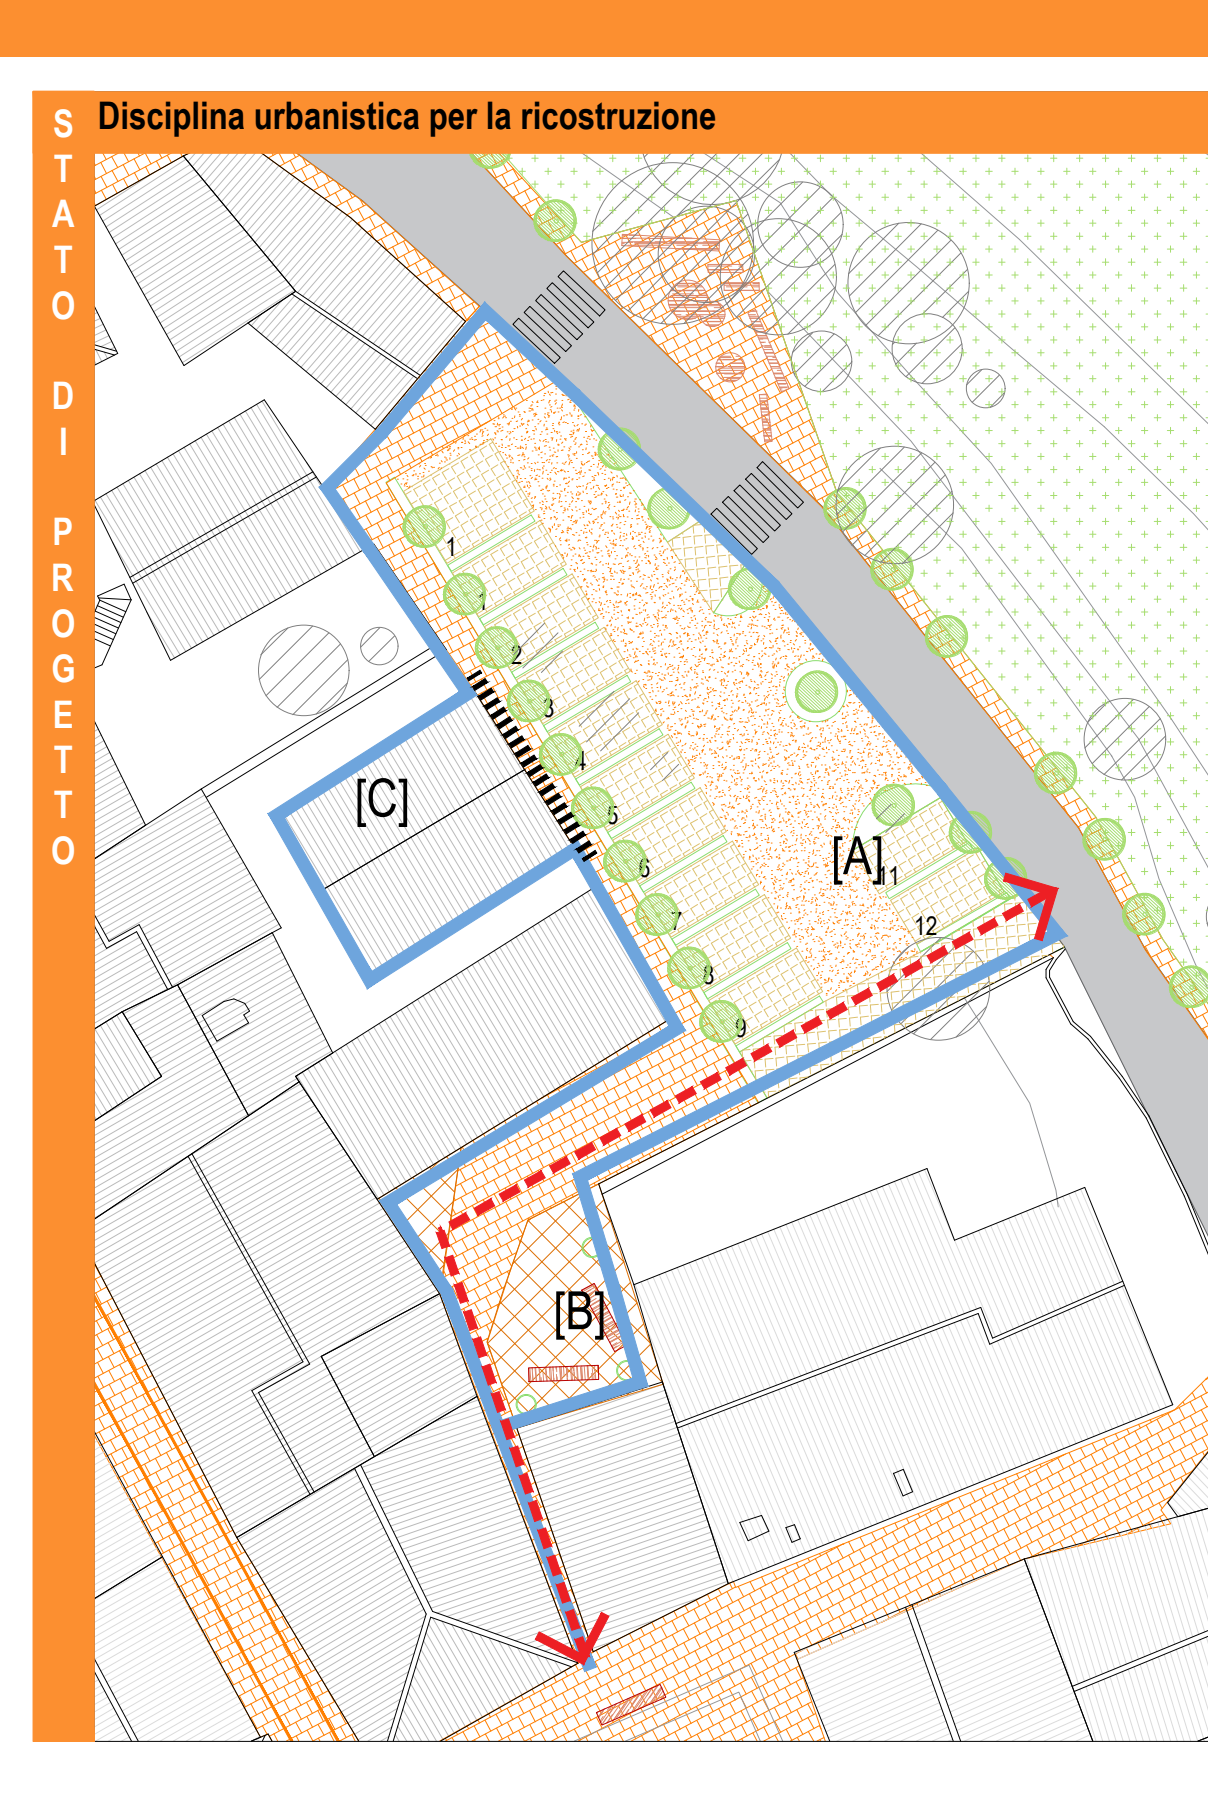 Disciplina urbanistica per la ricostruzione
STATO DI PROGETTO
1
1
2
3
[C]
4
5
[A]
6
11
7
12
8
9
[B]